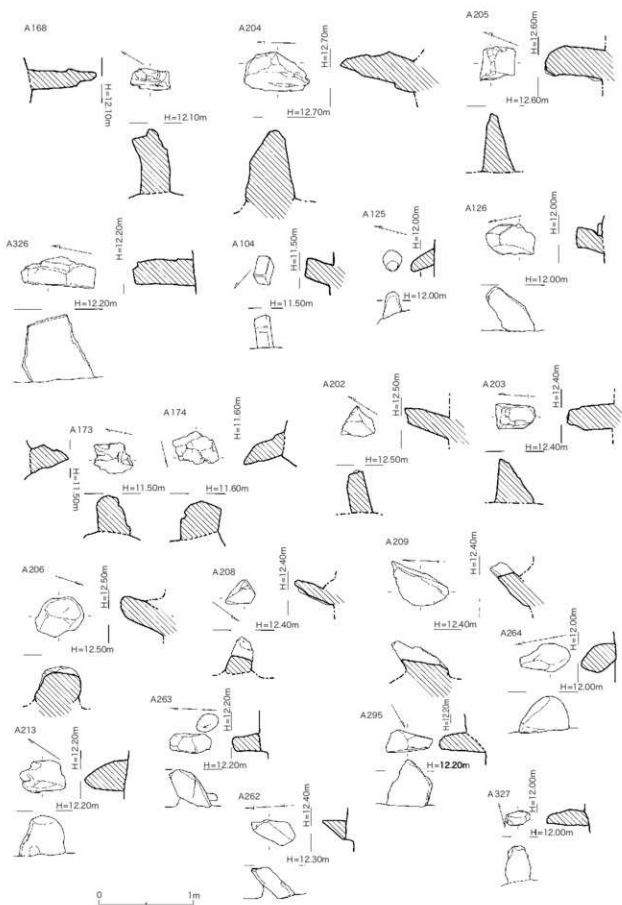 A168
H=12.10m
H=12.10m
A204
H=12.70m
H=12.70m
A205
H=12.60m
H=12.60m
A326
H=12.20m
H=12.20m
A104
H=11.50m
H=11.50m
A125
H=12.00m
H=12.00m
A126
H=12.00m
H=12.00m
A173
H=11.50m
H=11.50m
A174
H=11.60m
H=11.60m
A202
H=12.50m
H=12.50m
A203
H=12.40m
H=12.40m
A206
H=12.50m
H=12.50m
A208
H=12.40m
H=12.40m
A209
H=12.40m
H=12.40m
A264
H=12.00m
H=12.00m
A213
H=12.20m
H=12.20m
A263
H=12.20m
H=12.20m
A262
H=12.40m
H=12.30m
A295
H=12.20m
H=12.20m
A327
H=12.00m
H=12.00m
0 1m